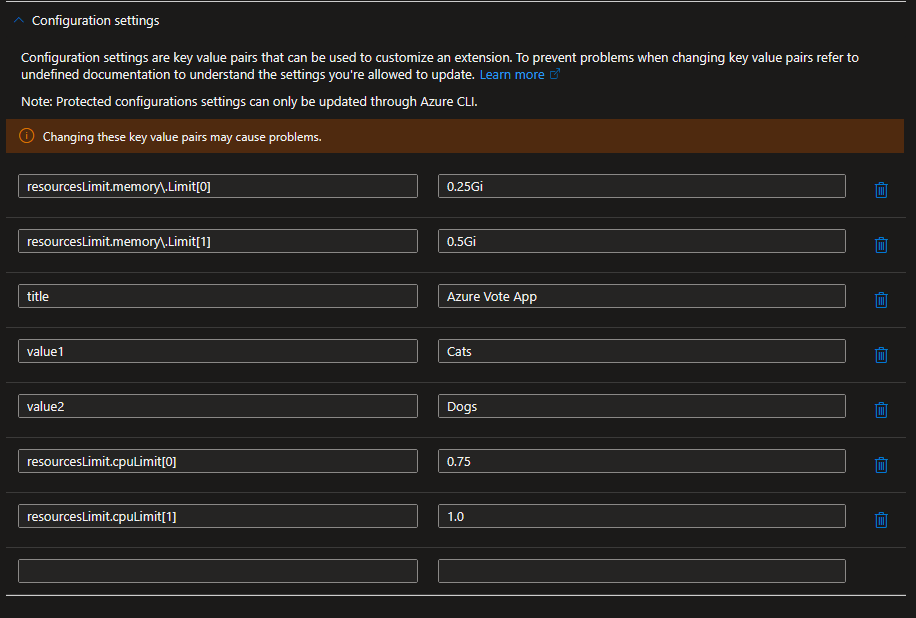 Configuration settings
Configuration settings are key value pairs that can be used to customize an extension. To prevent problems when changing key value pairs refer to
undefined documentation to understand the settings you're allowed to update. Learn more
Note: Protected configurations settings can only be updated through Azure CLI.
Changing these key value pairs may cause problems.
resourcesLimit.memory\.Limit[0] 0.25Gi
resourcesLimit.memory\.Limit[1] 0.5Gi
title Azure Vote App
value1 Cats
value2 Dogs
resourcesLimit.cpuLimit[0] 0.75
resourcesLimit.cpuLimit[1] 1.0